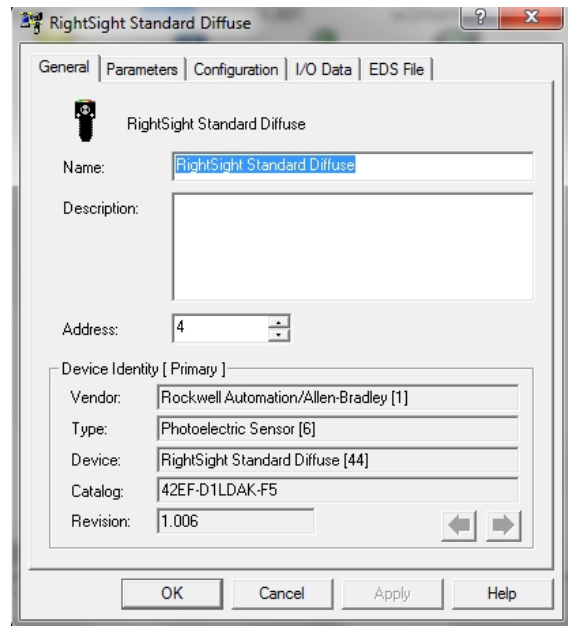 RightSight Standard Diffuse
General Parameters Configuration I/O Data EDS File
RightSight Standard Diffuse
Name: RightSight Standard Diffuse
Description:
Address: 4
Device Identity [ Primary ]
Vendor: Rockwell Automation/Allen-Bradley [1]
Type: Photoelectric Sensor [6]
Device: RightSight Standard Diffuse [44]
Catalog: 42EF-D1LDAK-F5
Revision: 1.006
OK Cancel Apply Help